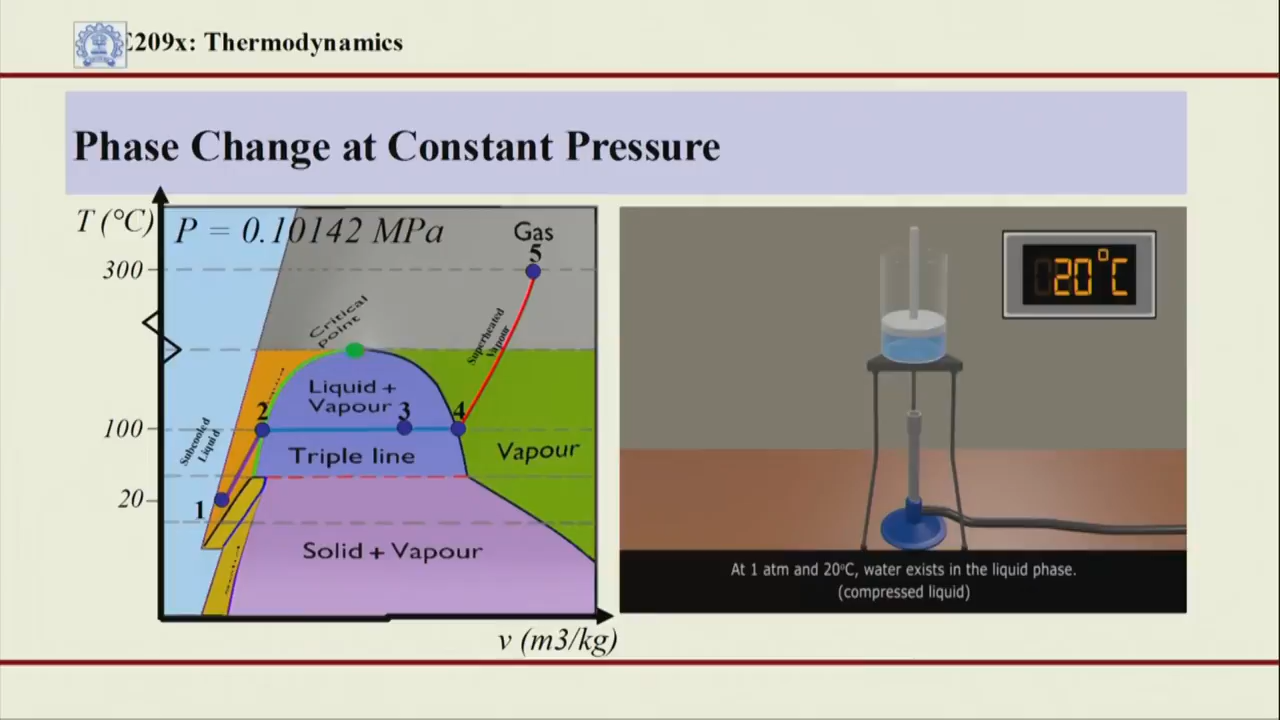 E209x: Thermodynamics
Phase Change at Constant Pressure
T (°C)
P = 0.10142 MPa
Gas
5
300
Critical
point
Superheated
Vapour
Liquid +
Vapour
2
3
4
100
Subcooled
Liquid
Triple line
Vapour
20
1
Solid + Vapour
v (m3/kg)
20°C
At 1 atm and 20°C, water exists in the liquid phase.
(compressed liquid)